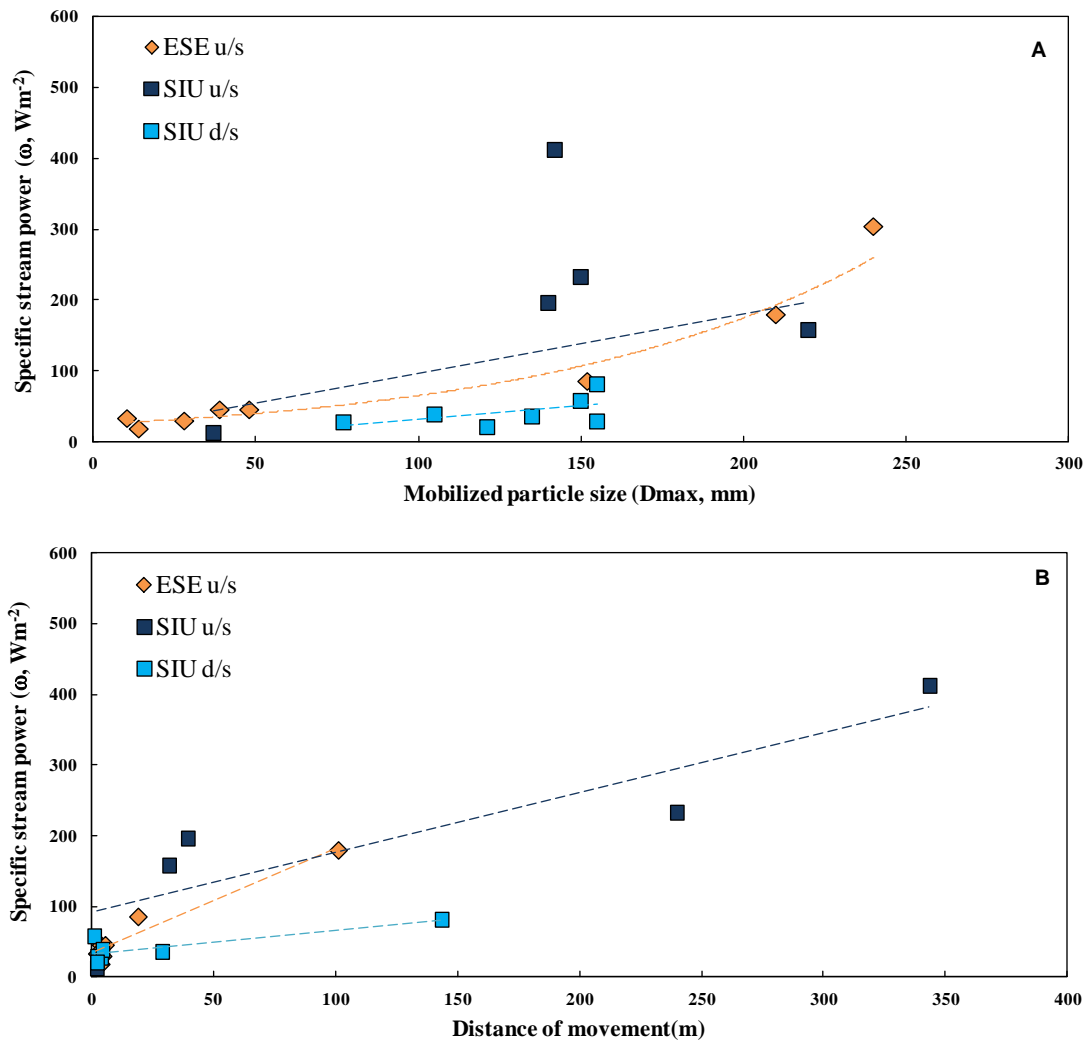 600
500
400
300
200
100
0
Specific stream power (ω, Wm-2)
ESE u/s
SIU u/s
SIU d/s
A
0 50 100 150 200 250 300
Mobilized particle size (Dmax, mm)
600
500
400
300
200
100
0
Specific stream power (ω, Wm-2)
ESE u/s
SIU u/s
SIU d/s
B
0 50 100 150 200 250 300 350 400
Distance of movement(m)